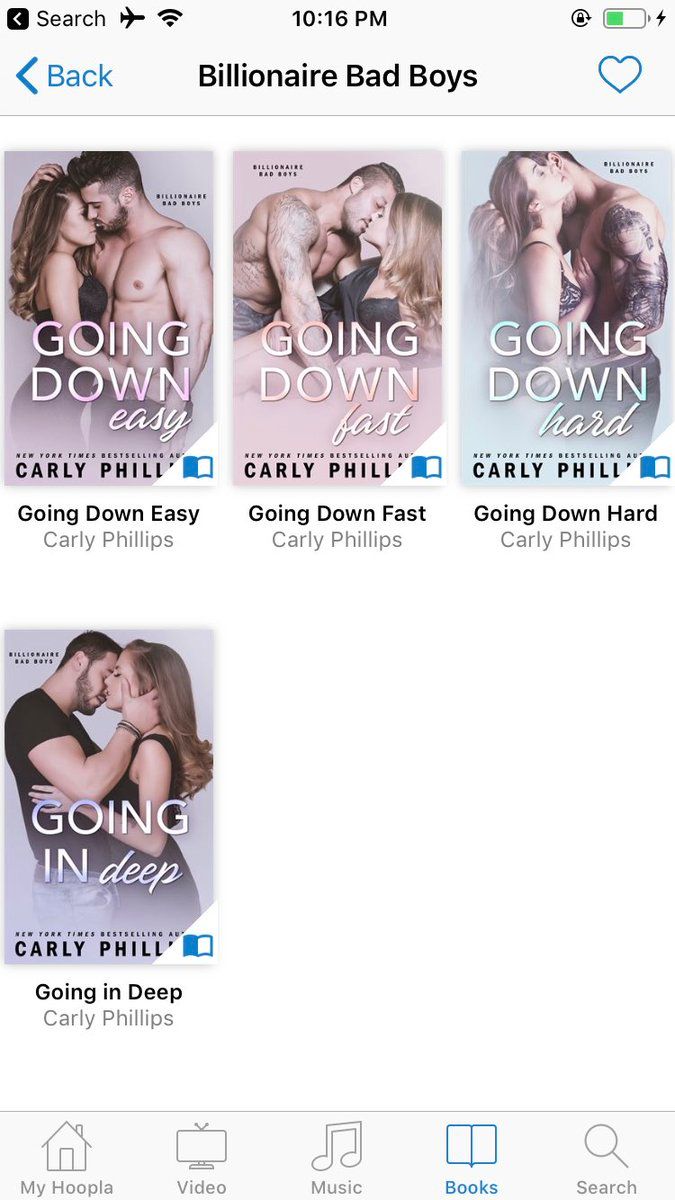 Search
10:16 PM
Back
Billionaire Bad Boys
BILLIONAIRE
BAD BOYS
GOING
DOWN
easy
NEW YORK TIMES BESTSELLING AU
CARLY PHILLI
BILLIONAIRE
BAD BOYS
GOING
DOWN
fast
NEW YORK TIMES BESTSELLING AU
CARLY PHILLI
BILLIONAIRE
BAD BOYS
GOING
DOWN
hard
NEW YORK TIMES BESTSELLING AU
CARLY PHILLI
Going Down Easy
Carly Phillips
Going Down Fast
Carly Phillips
Going Down Hard
Carly Phillips
BILLIONAIRE
BAD BOYS
GOING
IN deep
NEW YORK TIMES BESTSELLING AU
CARLY PHILLI
Going in Deep
Carly Phillips
My Hoopla
Video
Music
Books
Search